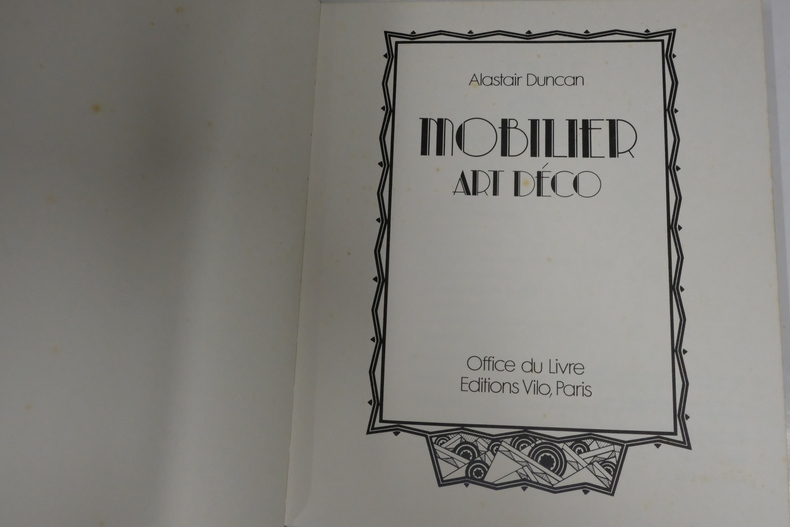 Alastair Duncan
MOBILIER
ART DÉCO
Office du Livre
Editions Vilo, Paris